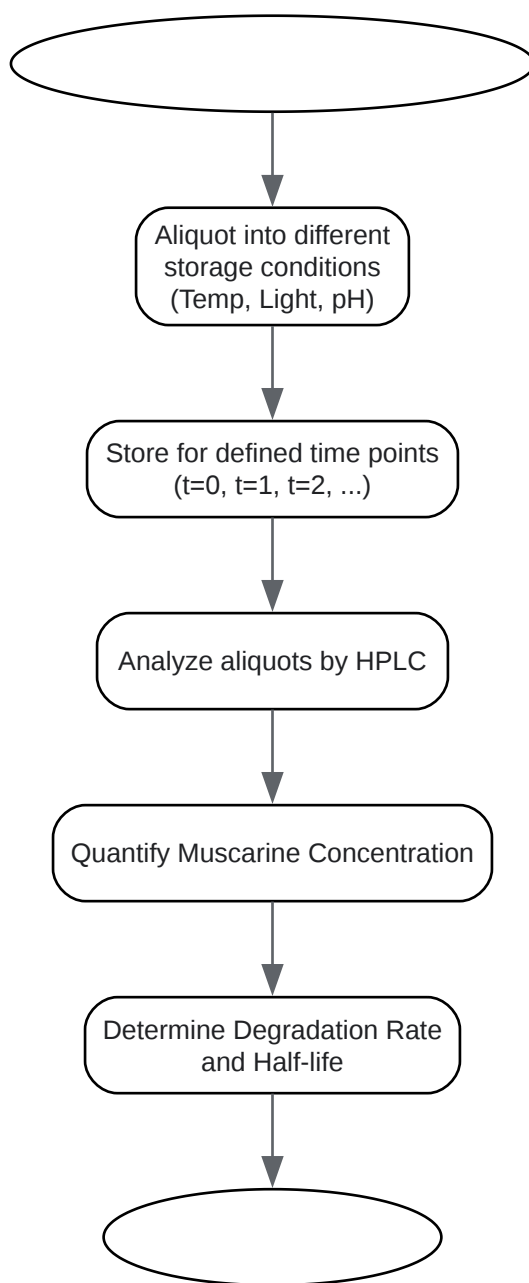 Aliquot into different
storage conditions
(Temp, Light, pH)
Store for defined time points
(t=0, t=1, t=2, ...)
Analyze aliquots by HPLC
Quantify Muscarine Concentration
Determine Degradation Rate
and Half-life